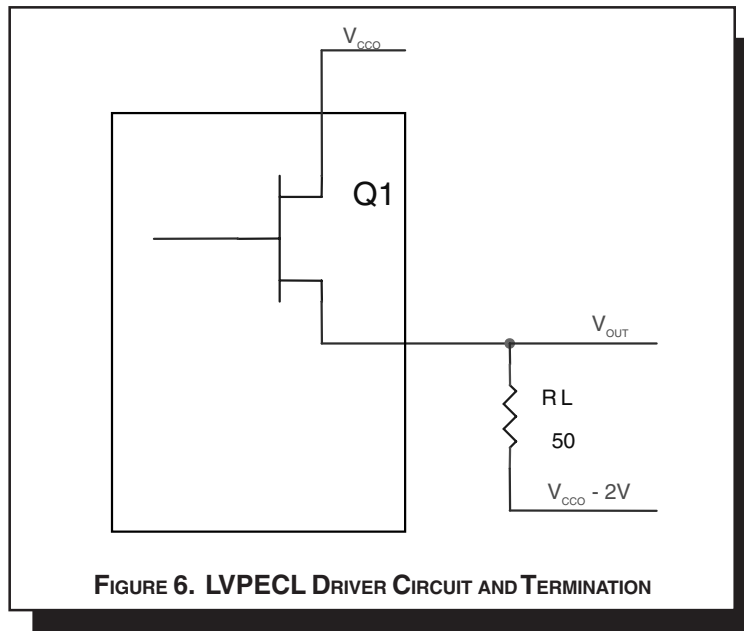 VCCO
Q1
VOUT
RL
50
VCCO - 2V
FIGURE 6. LVPECL DRIVER CIRCUIT AND TERMINATION